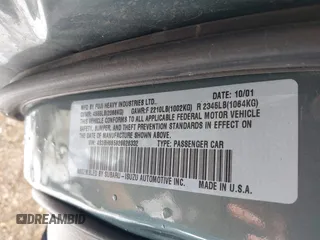 MFD. BY FUJI HEAVY INDUSTRIES LTD. 10/01
GAWR:F 2210LB(1002KG) R 2345LB(1064KG)
THIS VEHICLE CONFORMS TO ALL APPLICABLE FEDERAL MOTOR VEHICLE
SAFETY, BUMPER, AND THEFT PREVENTION STANDARDS IN EFFECT ON
THE DATE OF MANUFACTURE SHOWN ABOVE.
TYPE: PASSENGER CAR
ASSEMBLED BY SUBARU-ISUZU AUTOMOTIVE INC. MADE IN U.S.A.
DREAMBID